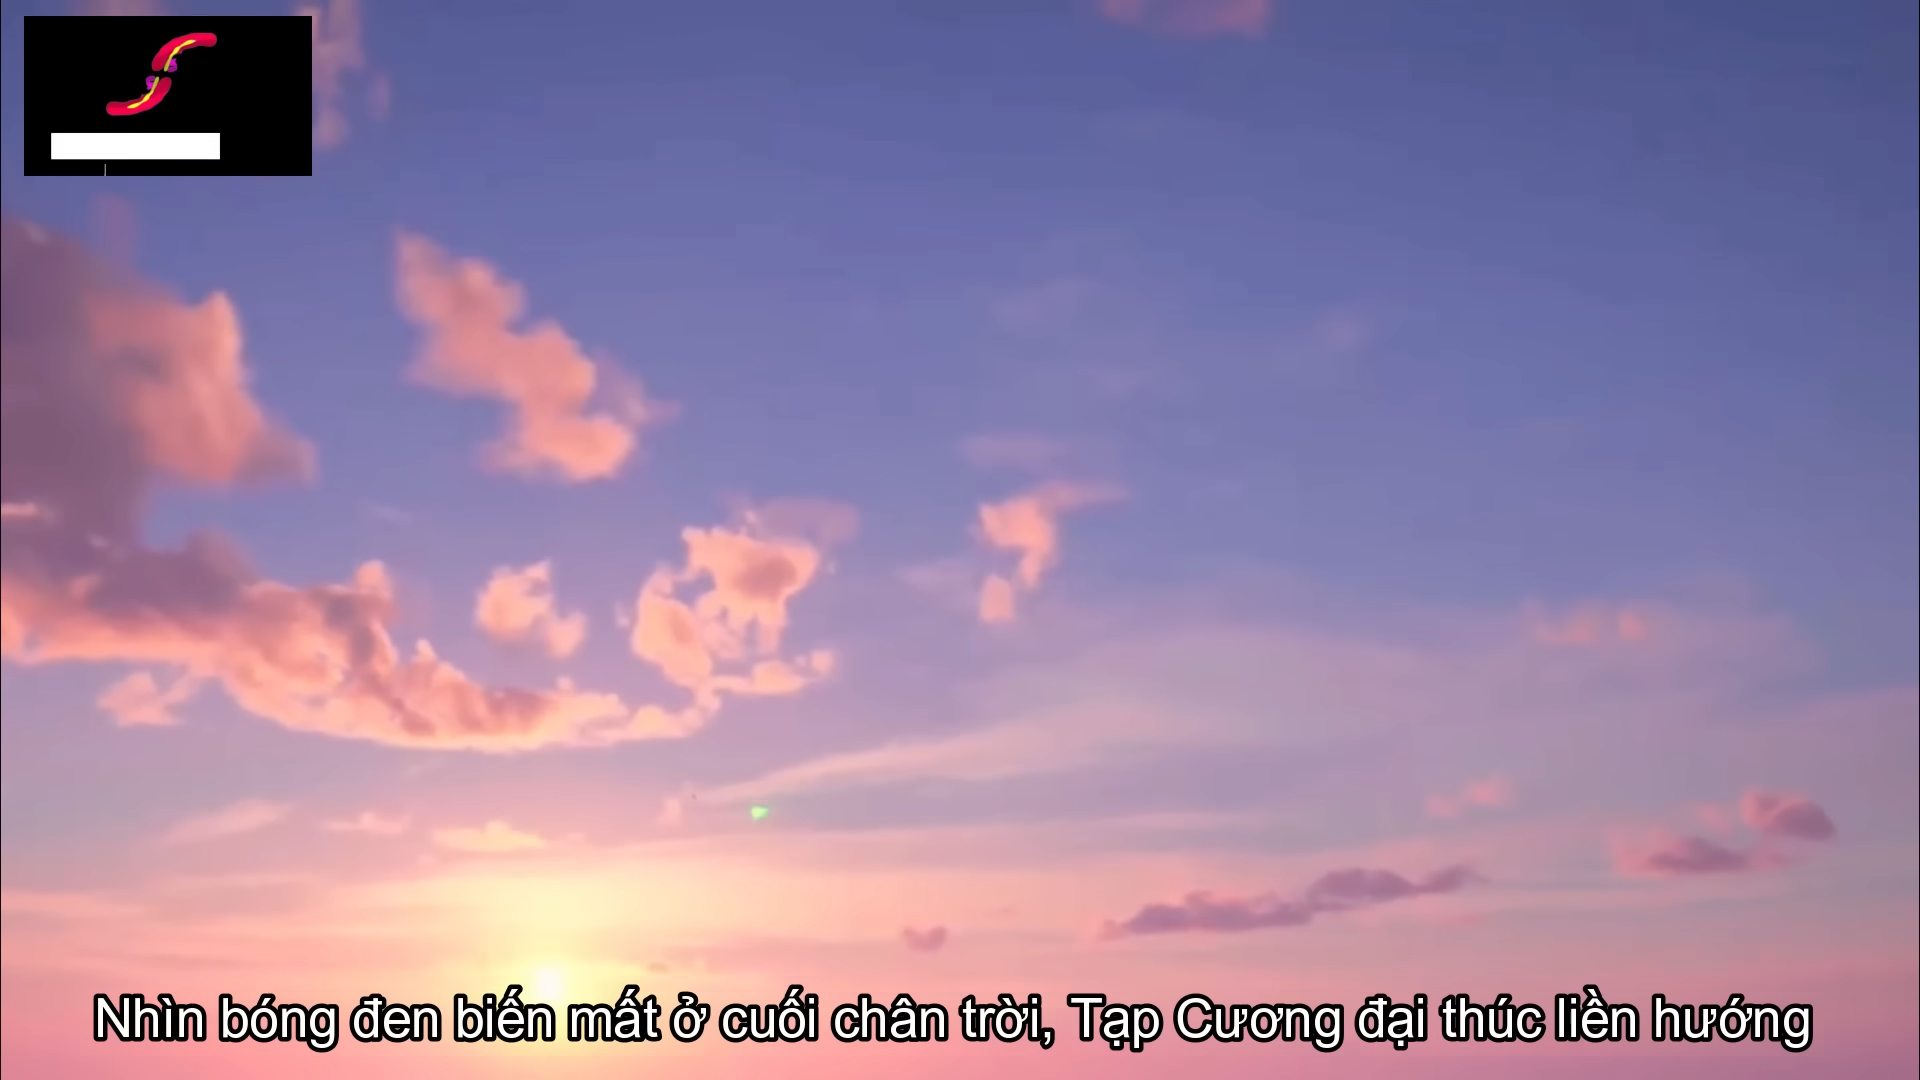 Nhìn bóng đen biến mất ở cuối chân trời, Tạp Cương đại thúc liền hướng